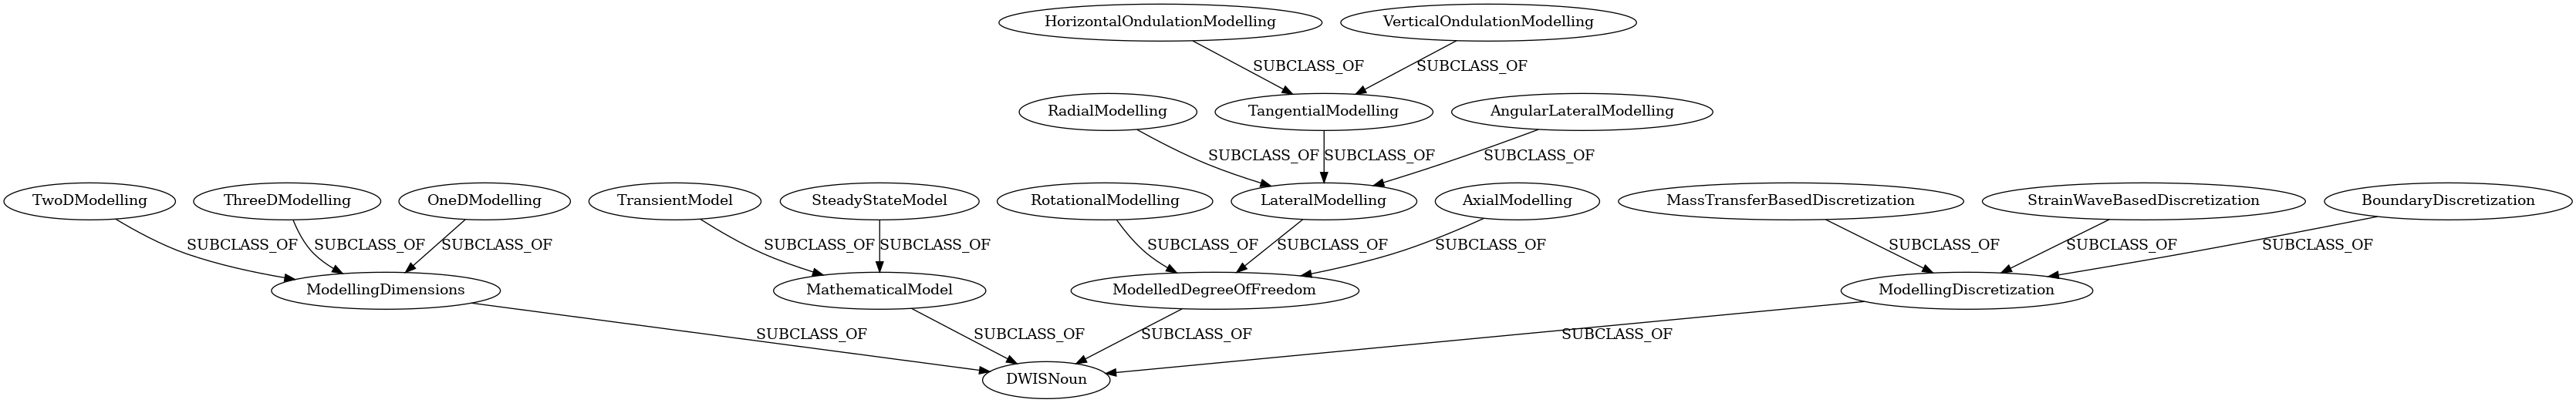 HorizontalOndulationModelling
VerticalOndulationModelling
SUBCLASS_OF
SUBCLASS_OF
RadialModelling
TangentialModelling
AngularLateralModelling
SUBCLASS_OF
SUBCLASS_OF
SUBCLASS_OF
TwoDModelling
ThreeDModelling
OneDModelling
TransientModel
SteadyStateModel
RotationalModelling
LateralModelling
AxialModelling
MassTransferBasedDiscretization
StrainWaveBasedDiscretization
BoundaryDiscretization
SUBCLASS_OF
SUBCLASS_OF
SUBCLASS_OF
SUBCLASS_OF
SUBCLASS_OF
SUBCLASS_OF
SUBCLASS_OF
SUBCLASS_OF
SUBCLASS_OF
SUBCLASS_OF
SUBCLASS_OF
ModellingDimensions
MathematicalModel
ModelledDegreeOfFreedom
ModellingDiscretization
SUBCLASS_OF
SUBCLASS_OF
SUBCLASS_OF
SUBCLASS_OF
DWISNoun